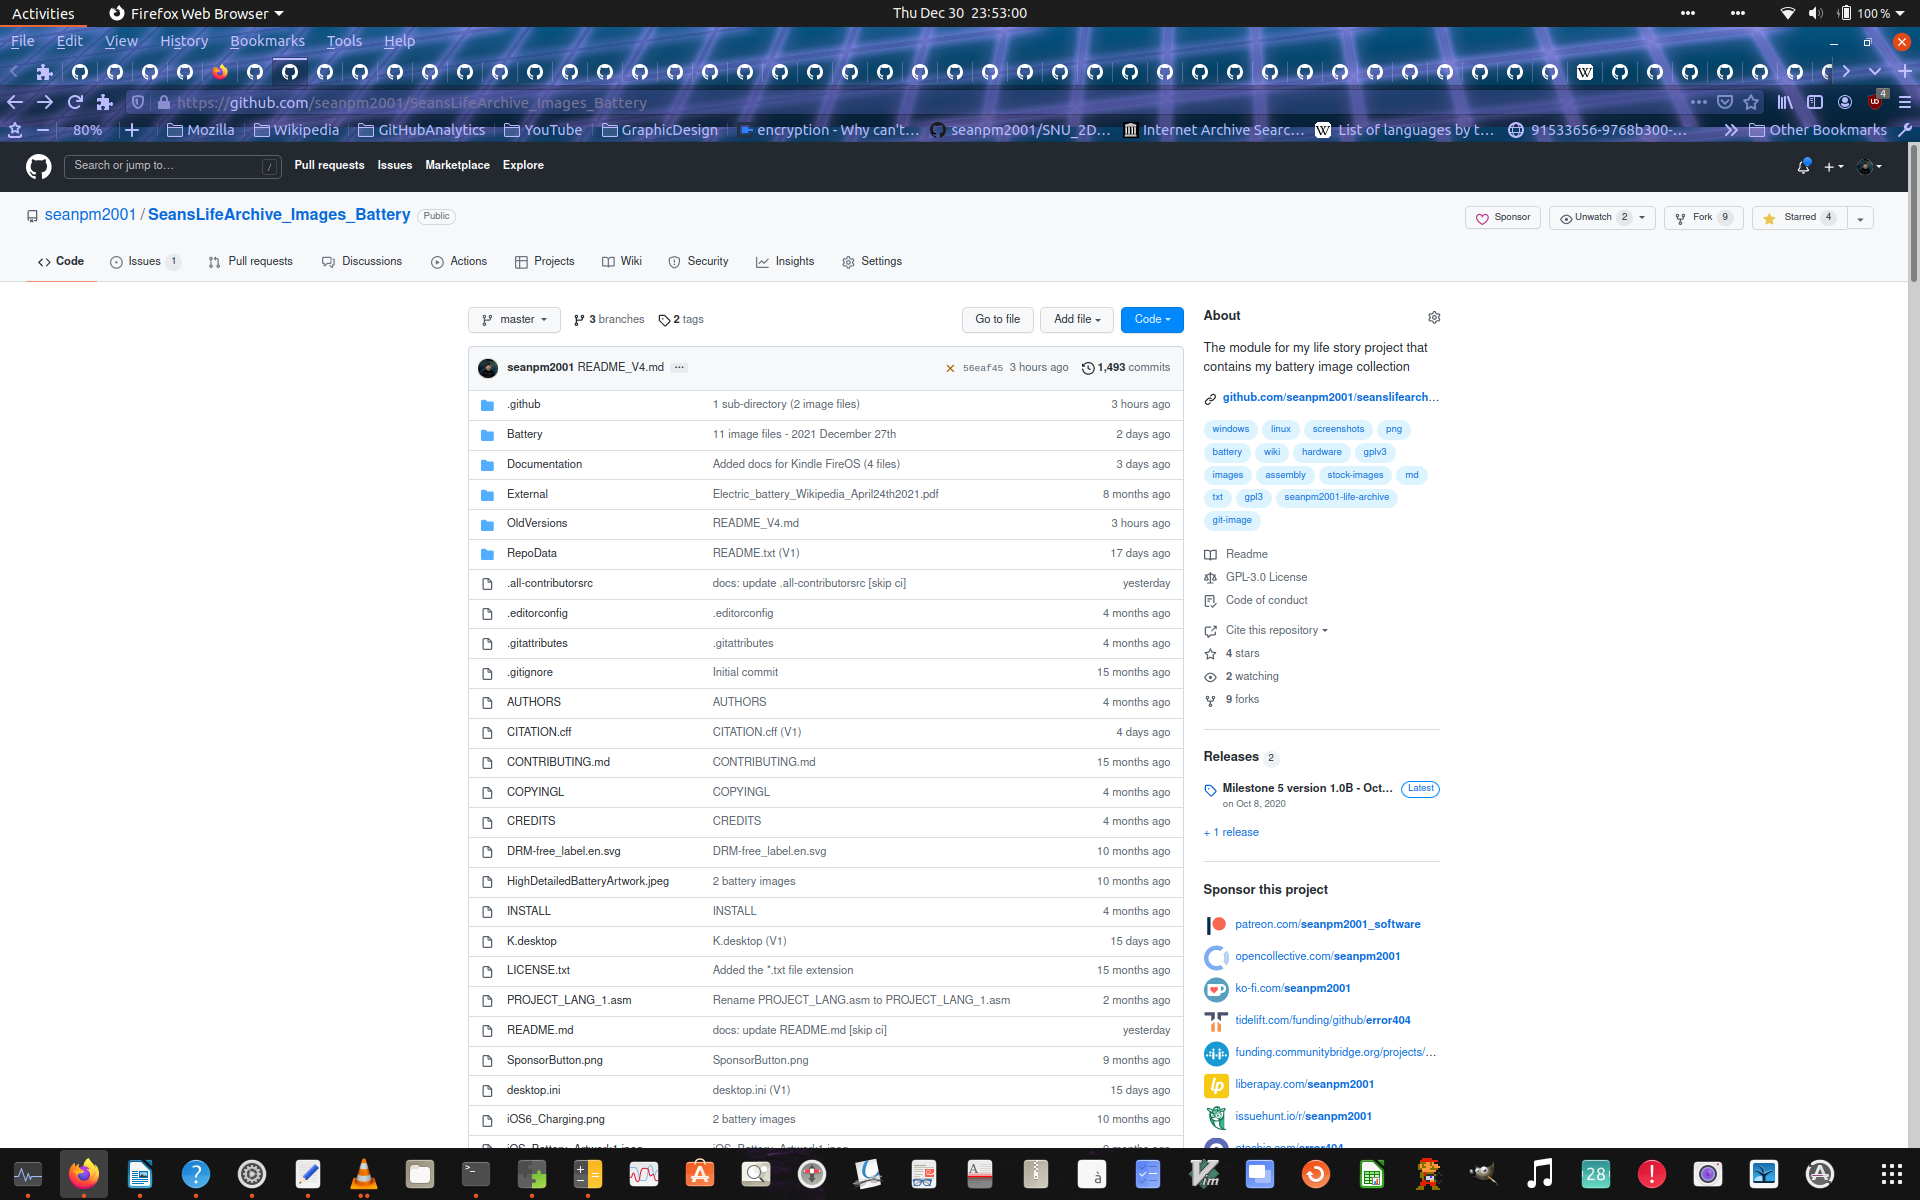 Activities Firefox Web Browser Thu Dec 30 23:53:00 100 %
File Edit View History Bookmarks Tools Help
https://github.com/seanpm2001/SeansLifeArchive_Images_Battery 4
80% Mozilla Wikipedia GitHubAnalytics YouTube GraphicDesign encryption - Why can't... seanpm2001/SNU_2D... Internet Archive Searc... List of languages by t... 91533656-9768b300-... Other Bookmarks
Search or jump to... / Pull requests Issues Marketplace Explore
seanpm2001 / SeansLifeArchive_Images_Battery Public Sponsor Unwatch 2 Fork 9 Starred 4
Code Issues 1 Pull requests Discussions Actions Projects Wiki Security Insights Settings
master 3 branches 2 tags Go to file Add file Code
seanpm2001 README_V4.md ... 56eaf45 3 hours ago 1,493 commits
.github 1 sub-directory (2 image files) 3 hours ago
Battery 11 image files - 2021 December 27th 2 days ago
Documentation Added docs for Kindle FireOS (4 files) 3 days ago
External Electric_battery_Wikipedia_April24th2021.pdf 8 months ago
OldVersions README_V4.md 3 hours ago
RepoData README.txt (V1) 17 days ago
.all-contributorsrc docs: update .all-contributorsrc [skip ci] yesterday
.editorconfig .editorconfig 4 months ago
.gitattributes .gitattributes 4 months ago
.gitignore Initial commit 15 months ago
AUTHORS AUTHORS 4 months ago
CITATION.cff CITATION.cff (V1) 4 days ago
CONTRIBUTING.md CONTRIBUTING.md 15 months ago
COPYINGL COPYINGL 4 months ago
CREDITS CREDITS 4 months ago
DRM-free_label.en.svg DRM-free_label.en.svg 10 months ago
HighDetailedBatteryArtwork.jpeg 2 battery images 10 months ago
INSTALL INSTALL 4 months ago
K.desktop K.desktop (V1) 15 days ago
LICENSE.txt Added the *.txt file extension 15 months ago
PROJECT_LANG_1.asm Rename PROJECT_LANG.asm to PROJECT_LANG_1.asm 2 months ago
README.md docs: update README.md [skip ci] yesterday
SponsorButton.png SponsorButton.png 9 months ago
desktop.ini desktop.ini (V1) 15 days ago
iOS6_Charging.png 2 battery images 10 months ago
About
The module for my life story project that
contains my battery image collection
github.com/seanpm2001/seanslifearch...
windows linux screenshots png
battery wiki hardware gplv3
images assembly stock-images md
txt gpl3 seanpm2001-life-archive
git-image
Readme
GPL-3.0 License
Code of conduct
Cite this repository
4 stars
2 watching
9 forks
Releases 2
Milestone 5 version 1.0B - Oct... Latest
on Oct 8, 2020
+ 1 release
Sponsor this project
patreon.com/seanpm2001_software
opencollective.com/seanpm2001
ko-fi.com/seanpm2001
tidelift.com/funding/github/error404
funding.communitybridge.org/projects/...
liberapay.com/seanpm2001
issuehunt.io/r/seanpm2001
28